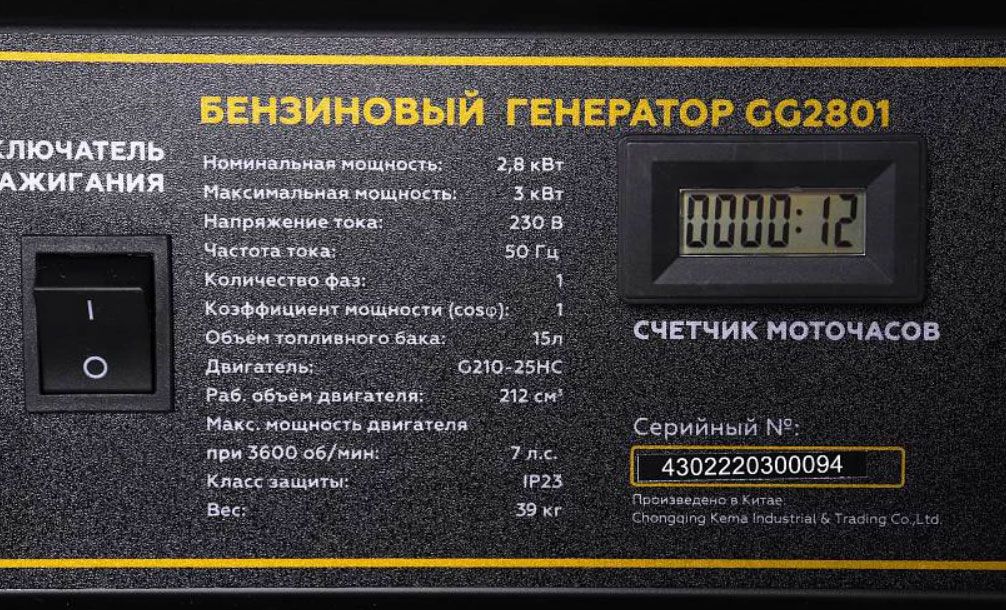 БЕНЗИНОВЫЙ ГЕНЕРАТОР GG2801
КЛЮЧАТЕЛЬ
АЖИГАНИЯ
Номинальная мощность: 2,8 кВт
Максимальная мощность: 3 кВт
Напряжение тока: 230 В
Частота тока: 50 Гц
Количество фаз: 1
Коэффициент мощности (cosφ): 1
Объём топливного бака: 15л
Двигатель: G210-25HC
Раб. объём двигателя: 212 см³
Макс. мощность двигателя
при 3600 об/мин: 7 л.с.
Класс защиты: IP23
Вес: 39 кг
I
O
0000:12
СЧЕТЧИК МОТОЧАСОВ
Серийный №:
4302220300094
Произведено в Китае
Chongqing Kema Industrial & Trading Co.,Ltd.